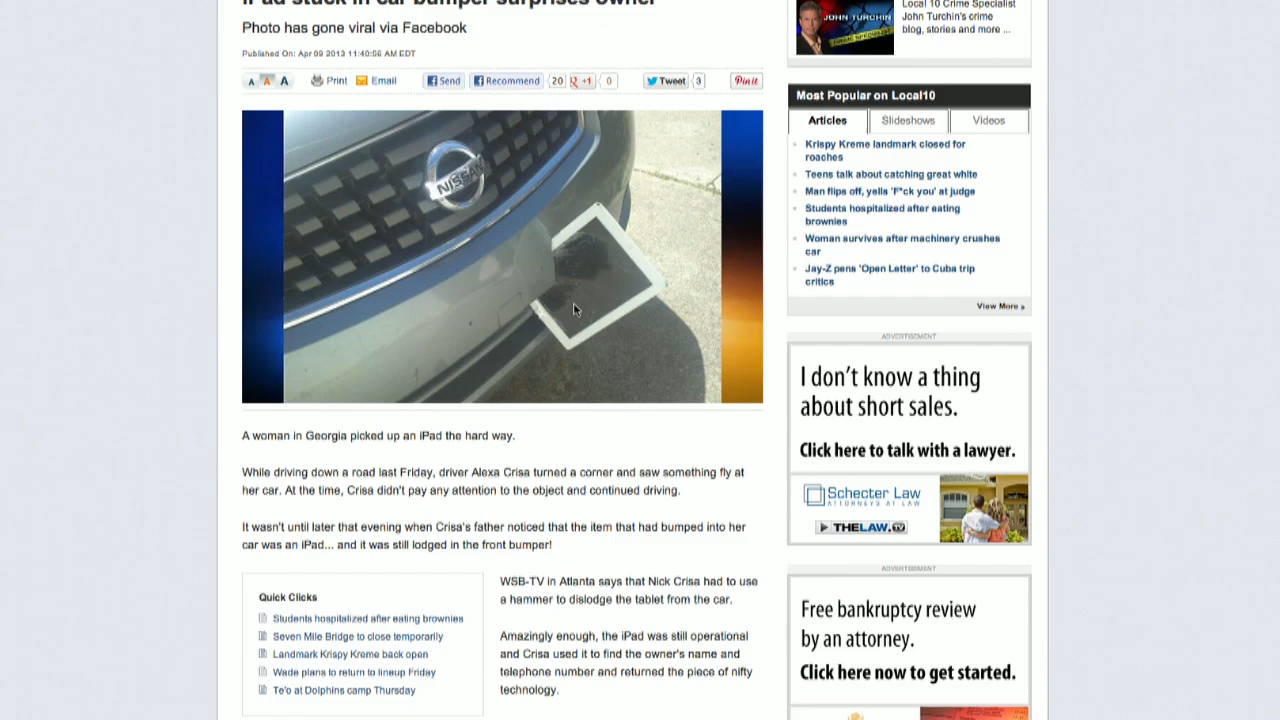 iPad stuck in car bumper surprises owner
Photo has gone viral via Facebook
Published On: Apr 09 2013 11:40:56 AM EDT
A A A Print Email Send Recommend 20 +1 0 Tweet 3 Pin it
NISSAN
A woman in Georgia picked up an iPad the hard way.
While driving down a road last Friday, driver Alexa Crisa turned a corner and saw something fly at
her car. At the time, Crisa didn't pay any attention to the object and continued driving.
It wasn't until later that evening when Crisa's father noticed that the item that had bumped into her
car was an iPad... and it was still lodged in the front bumper!
Quick Clicks
Students hospitalized after eating brownies
Seven Mile Bridge to close temporarily
Landmark Krispy Kreme back open
Wade plans to return to lineup Friday
Te'o at Dolphins camp Thursday
WSB-TV in Atlanta says that Nick Crisa had to use
a hammer to dislodge the tablet from the car.
Amazingly enough, the iPad was still operational
and Crisa used it to find the owner's name and
telephone number and returned the piece of nifty
technology.
JOHN TURCHIN
Local 10 Crime Specialist
John Turchin's crime
blog, stories and more ...
Most Popular on Local10
Articles Slideshows Videos
Krispy Kreme landmark closed for
roaches
Teens talk about catching great white
Man flips off, yells 'F*ck you' at judge
Students hospitalized after eating
brownies
Woman survives after machinery crushes
car
Jay-Z pens 'Open Letter' to Cuba trip
critics
View More »
ADVERTISEMENT
I don't know a thing
about short sales.
Click here to talk with a lawyer.
Schecter Law
ATTORNEYS AT LAW
THELAW.TV
ADVERTISEMENT
Free bankruptcy review
by an attorney.
Click here now to get started.